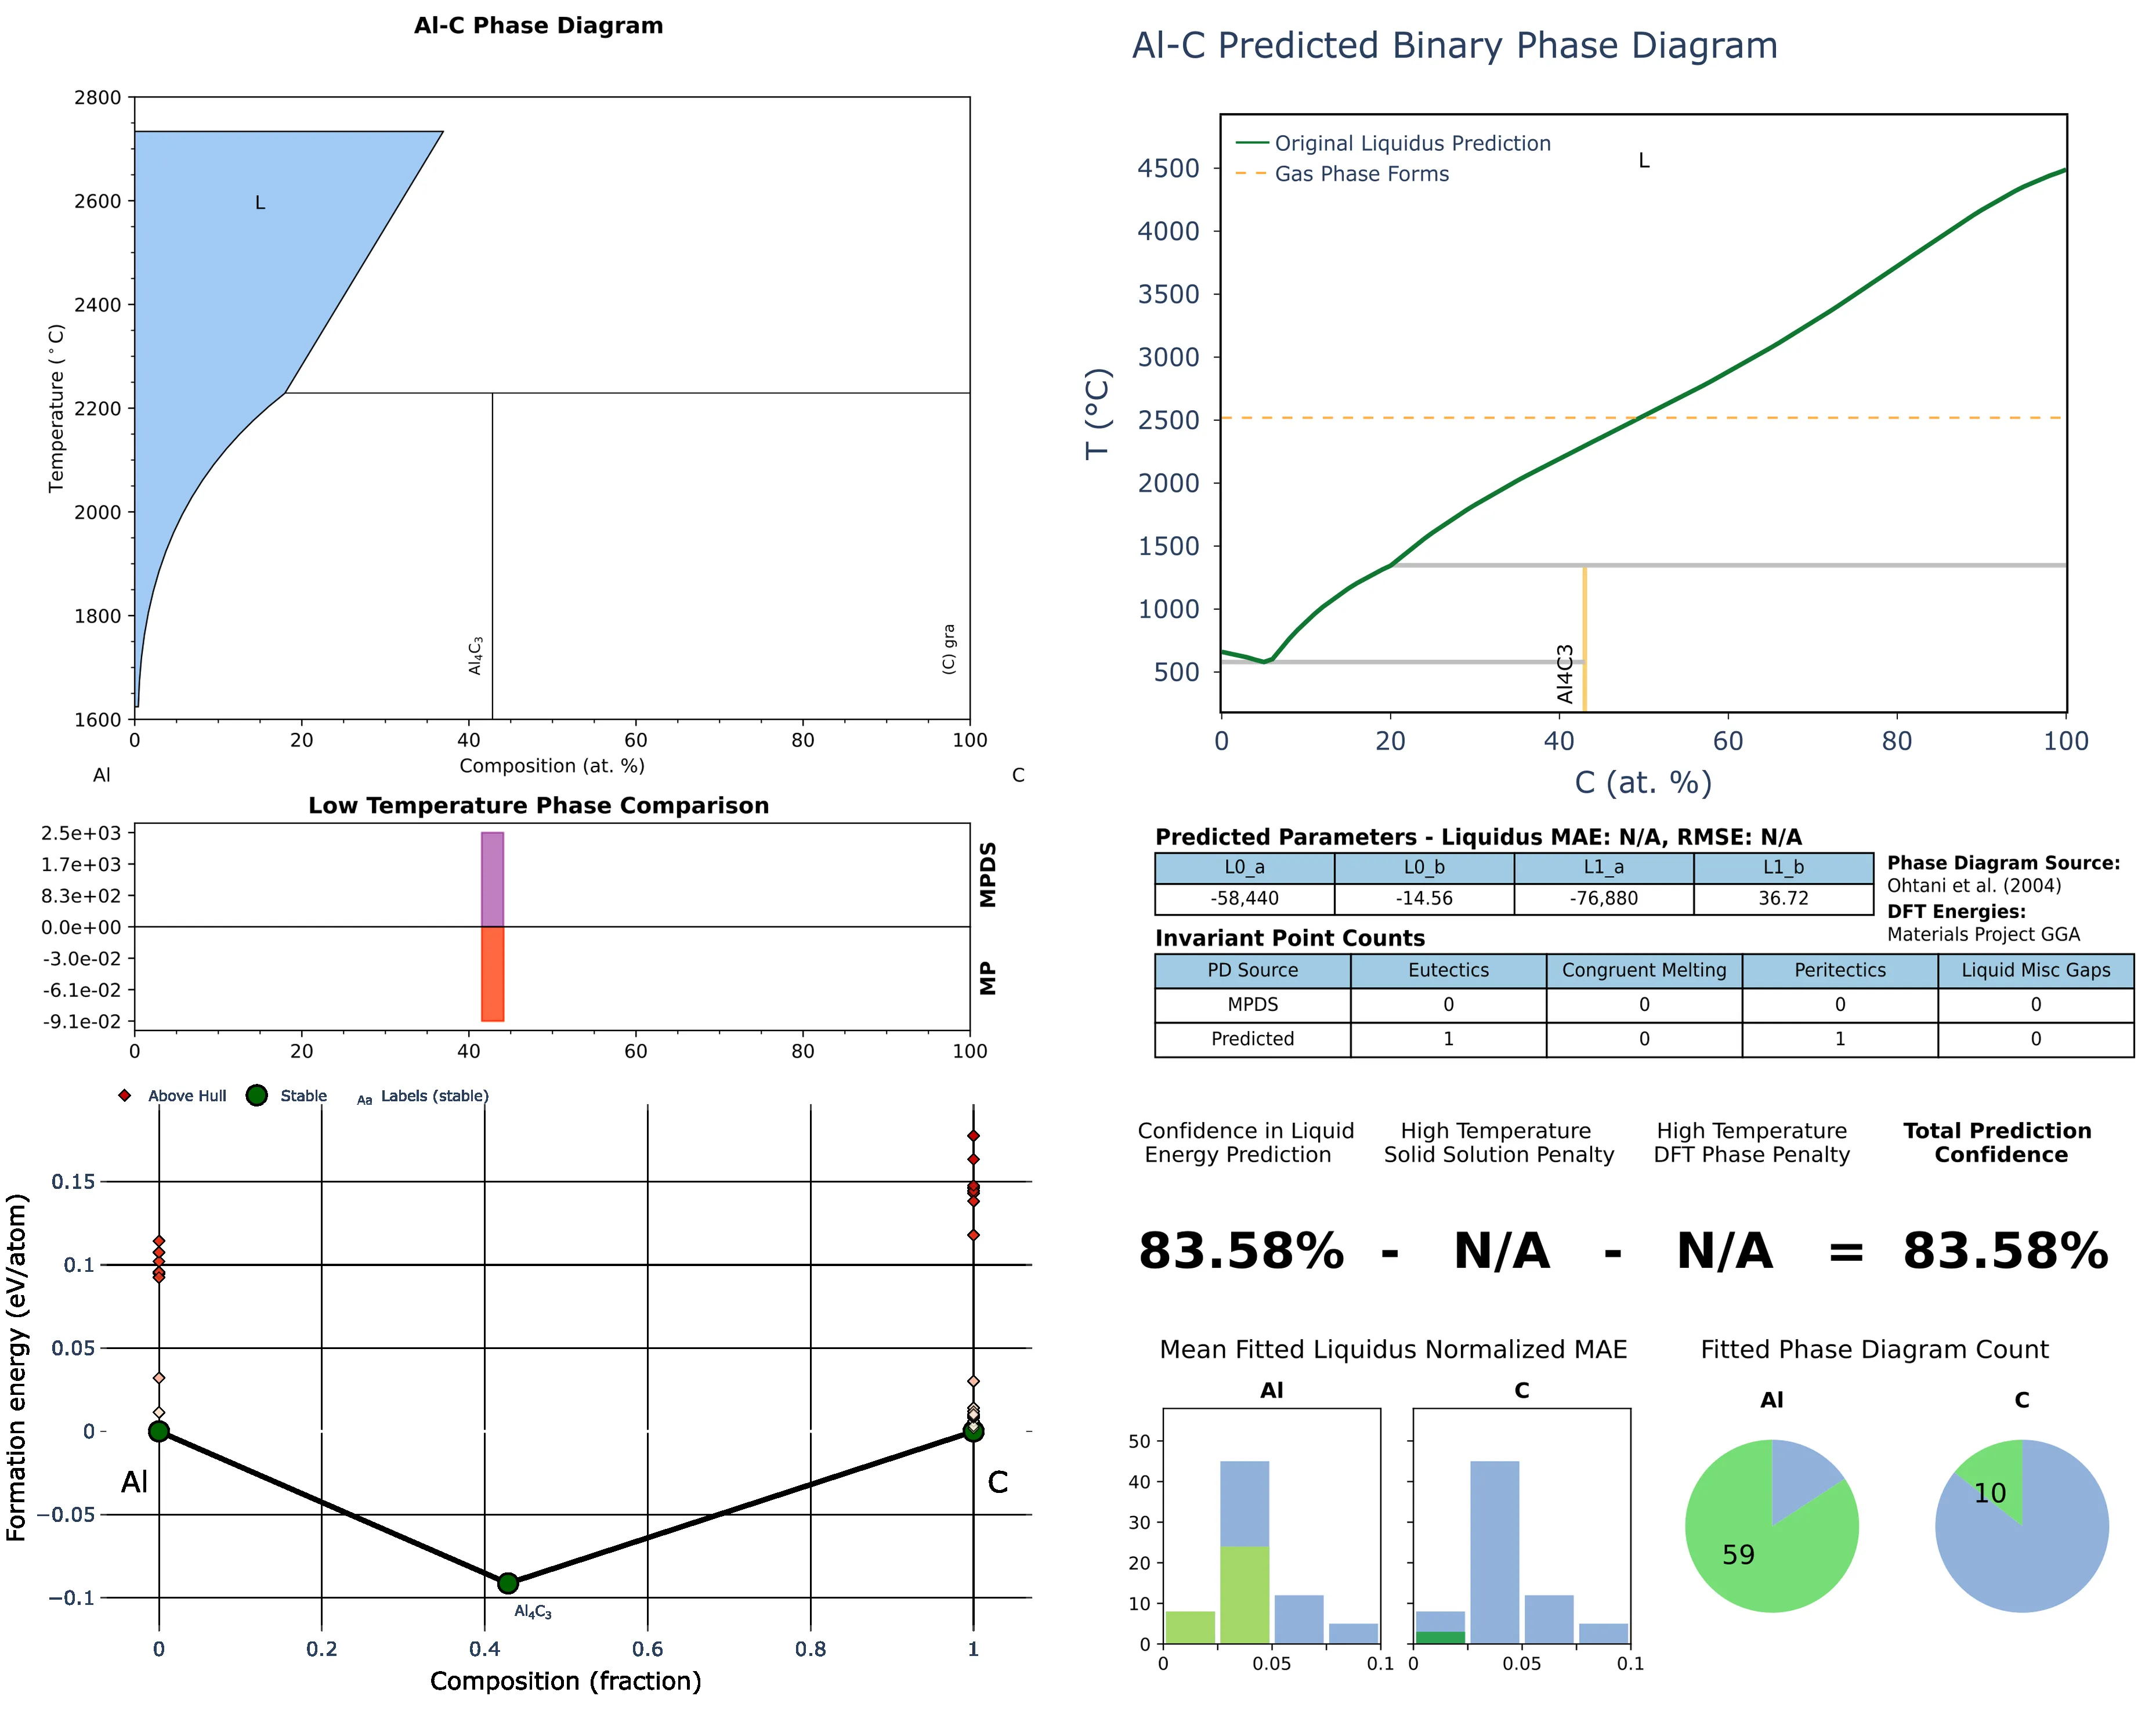 Al-C Phase Diagram
2800
2600
2400
2200
2000
1800
1600
Temperature (°C)
L
Al₄C₃
(C) gra
0 20 40 60 80 100
Composition (at. %)
Al
C
Low Temperature Phase Comparison
2.5e+03
1.7e+03
8.3e+02
0.0e+00
-3.0e-02
-6.1e-02
-9.1e-02
MPDS
MP
0 20 40 60 80 100
Above Hull
Stable
Aa Labels (stable)
0.15
0.1
0.05
0
−0.05
−0.1
Formation energy (eV/atom)
Al
C
Al₄C₃
0 0.2 0.4 0.6 0.8 1
Composition (fraction)
Al-C Predicted Binary Phase Diagram
Original Liquidus Prediction
Gas Phase Forms
L
4500
4000
3500
3000
2500
2000
1500
1000
500
T (°C)
Al4C3
0 20 40 60 80 100
C (at. %)
Predicted Parameters - Liquidus MAE: N/A, RMSE: N/A
L0_a L0_b L1_a L1_b
-58,440 -14.56 -76,880 36.72
Phase Diagram Source:
Ohtani et al. (2004)
DFT Energies:
Materials Project GGA
Invariant Point Counts
PD Source Eutectics Congruent Melting Peritectics Liquid Misc Gaps
MPDS 0 0 0 0
Predicted 1 0 1 0
Confidence in Liquid
Energy Prediction
High Temperature
Solid Solution Penalty
High Temperature
DFT Phase Penalty
Total Prediction
Confidence
83.58% - N/A - N/A = 83.58%
Mean Fitted Liquidus Normalized MAE
Al
C
50
40
30
20
10
0
0 0.05 0.1
0 0.05 0.1
Fitted Phase Diagram Count
Al
C
59
10